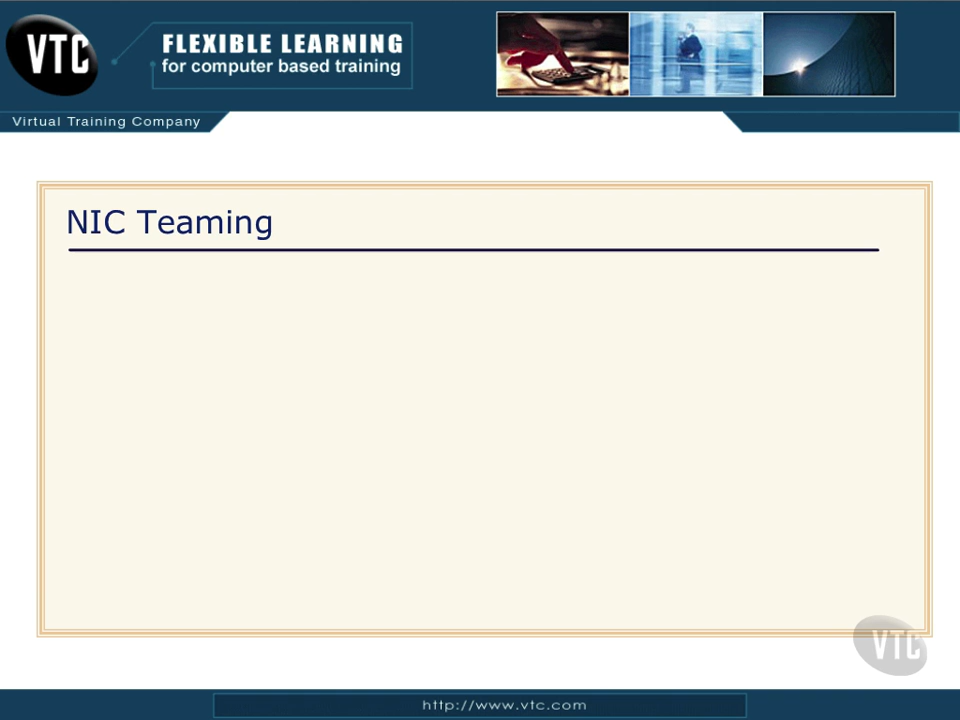 VTC
FLEXIBLE LEARNING
for computer based training
Virtual Training Company
NIC Teaming
VTC
http://www.vtc.com